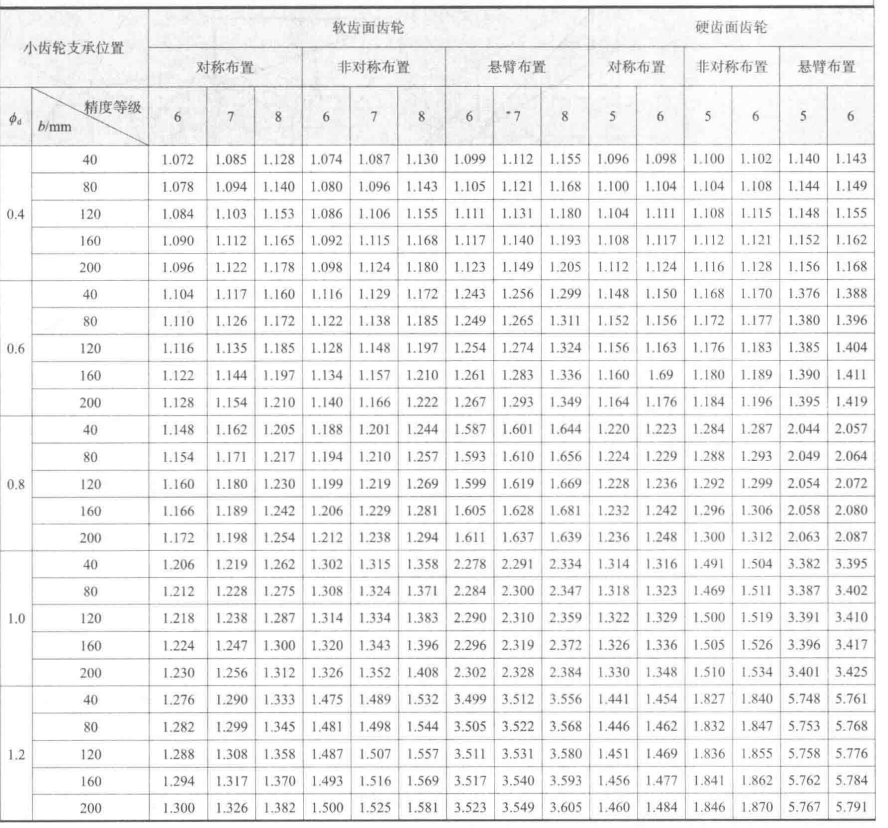 小齿轮支承位置 软齿面齿轮 硬齿面齿轮
对称布置 非对称布置 悬臂布置 对称布置 非对称布置 悬臂布置
ϕd 精度等级 b/mm 6 7 8 6 7 8 6 7 8 5 6 5 6 5 6
0.4 40 1.072 1.085 1.128 1.074 1.087 1.130 1.099 1.112 1.155 1.096 1.098 1.100 1.102 1.140 1.143
80 1.078 1.094 1.140 1.080 1.096 1.143 1.105 1.121 1.168 1.100 1.104 1.104 1.108 1.144 1.149
120 1.084 1.103 1.153 1.086 1.106 1.155 1.111 1.131 1.180 1.104 1.111 1.108 1.115 1.148 1.155
160 1.090 1.112 1.165 1.092 1.115 1.168 1.117 1.140 1.193 1.108 1.117 1.112 1.121 1.152 1.162
200 1.096 1.122 1.178 1.098 1.124 1.180 1.123 1.149 1.205 1.112 1.124 1.116 1.128 1.156 1.168
0.6 40 1.104 1.117 1.160 1.116 1.129 1.172 1.243 1.256 1.299 1.148 1.150 1.168 1.170 1.376 1.388
80 1.110 1.126 1.172 1.122 1.138 1.185 1.249 1.265 1.311 1.152 1.156 1.172 1.177 1.380 1.396
120 1.116 1.135 1.185 1.128 1.148 1.197 1.254 1.274 1.324 1.156 1.163 1.176 1.183 1.385 1.404
160 1.122 1.144 1.197 1.134 1.157 1.210 1.261 1.283 1.336 1.160 1.69 1.180 1.189 1.390 1.411
200 1.128 1.154 1.210 1.140 1.166 1.222 1.267 1.293 1.349 1.164 1.176 1.184 1.196 1.395 1.419
0.8 40 1.148 1.162 1.205 1.188 1.201 1.244 1.587 1.601 1.644 1.220 1.223 1.284 1.287 2.044 2.057
80 1.154 1.171 1.217 1.194 1.210 1.257 1.593 1.610 1.656 1.224 1.229 1.288 1.293 2.049 2.064
120 1.160 1.180 1.230 1.199 1.219 1.269 1.599 1.619 1.669 1.228 1.236 1.292 1.299 2.054 2.072
160 1.166 1.189 1.242 1.206 1.229 1.281 1.605 1.628 1.681 1.232 1.242 1.296 1.306 2.058 2.080
200 1.172 1.198 1.254 1.212 1.238 1.294 1.611 1.637 1.639 1.236 1.248 1.300 1.312 2.063 2.087
1.0 40 1.206 1.219 1.262 1.302 1.315 1.358 2.278 2.291 2.334 1.314 1.316 1.491 1.504 3.382 3.395
80 1.212 1.228 1.275 1.308 1.324 1.371 2.284 2.300 2.347 1.318 1.323 1.469 1.511 3.387 3.402
120 1.218 1.238 1.287 1.314 1.334 1.383 2.290 2.310 2.359 1.322 1.329 1.500 1.519 3.391 3.410
160 1.224 1.247 1.300 1.320 1.343 1.396 2.296 2.319 2.372 1.326 1.336 1.505 1.526 3.396 3.417
200 1.230 1.256 1.312 1.326 1.352 1.408 2.302 2.328 2.384 1.330 1.348 1.510 1.534 3.401 3.425
1.2 40 1.276 1.290 1.333 1.475 1.489 1.532 3.499 3.512 3.556 1.441 1.454 1.827 1.840 5.748 5.761
80 1.282 1.299 1.345 1.481 1.498 1.544 3.505 3.522 3.568 1.446 1.462 1.832 1.847 5.753 5.768
120 1.288 1.308 1.358 1.487 1.507 1.557 3.511 3.531 3.580 1.451 1.469 1.836 1.855 5.758 5.776
160 1.294 1.317 1.370 1.493 1.516 1.569 3.517 3.540 3.593 1.456 1.477 1.841 1.862 5.762 5.784
200 1.300 1.326 1.382 1.500 1.525 1.581 3.523 3.549 3.605 1.460 1.484 1.846 1.870 5.767 5.791